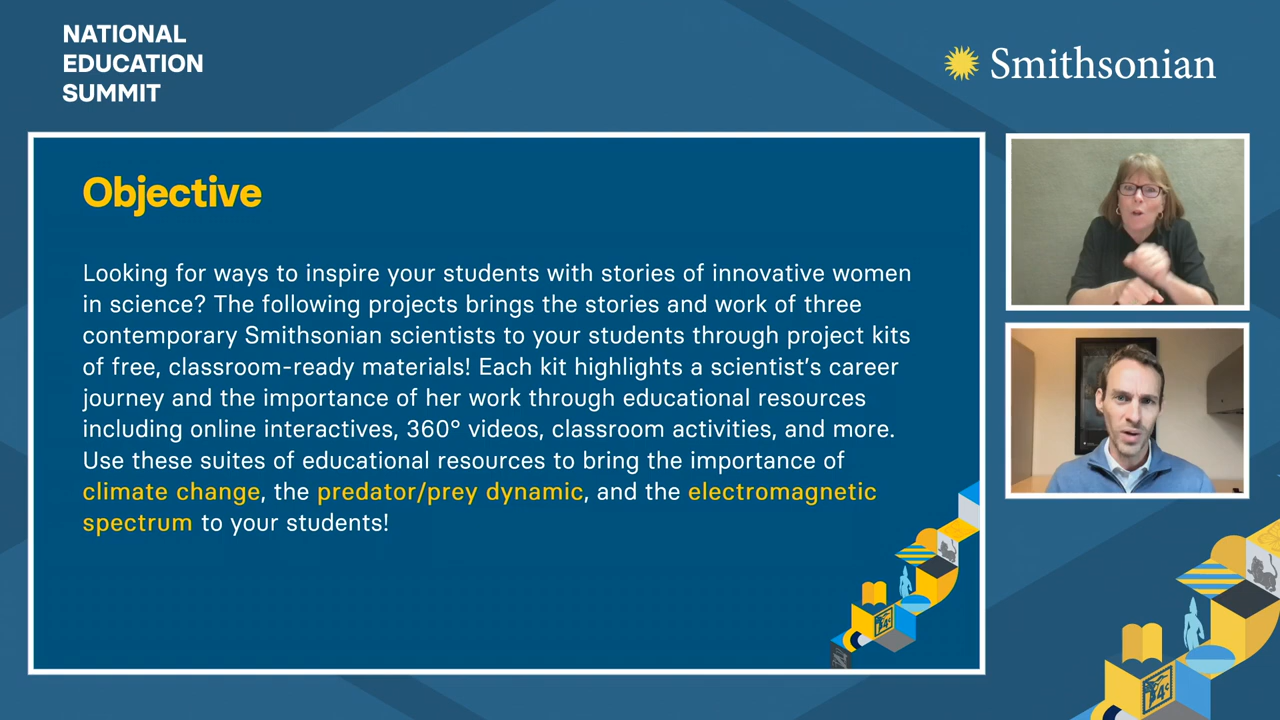 NATIONAL
EDUCATION
SUMMIT
Smithsonian
Objective
Looking for ways to inspire your students with stories of innovative women
in science? The following projects brings the stories and work of three
contemporary Smithsonian scientists to your students through project kits
of free, classroom-ready materials! Each kit highlights a scientist's career
journey and the importance of her work through educational resources
including online interactives, 360° videos, classroom activities, and more.
Use these suites of educational resources to bring the importance of
climate change, the predator/prey dynamic, and the electromagnetic
spectrum to your students!
4c
4c